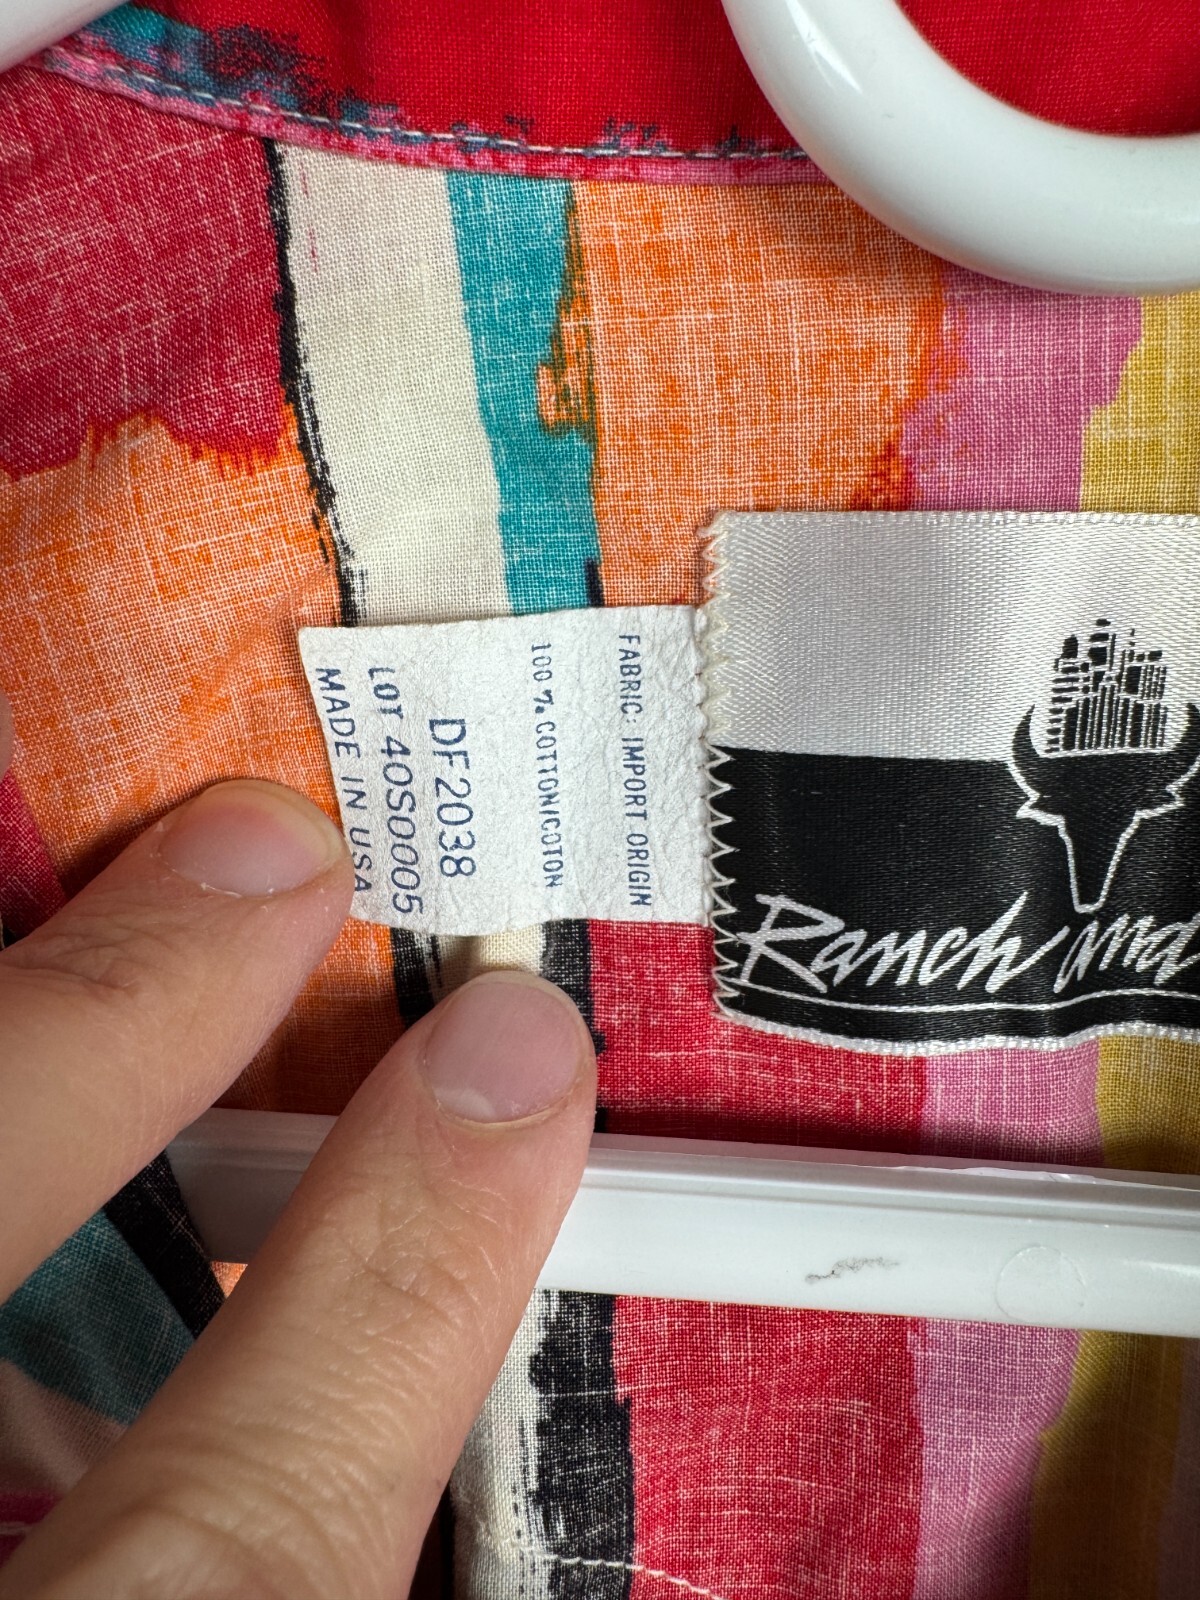 FABRIC: IMPORT ORIGIN
100 % COTTON/COTON
DF2038
LOT 40S0005
MADE IN USA
Ranch and